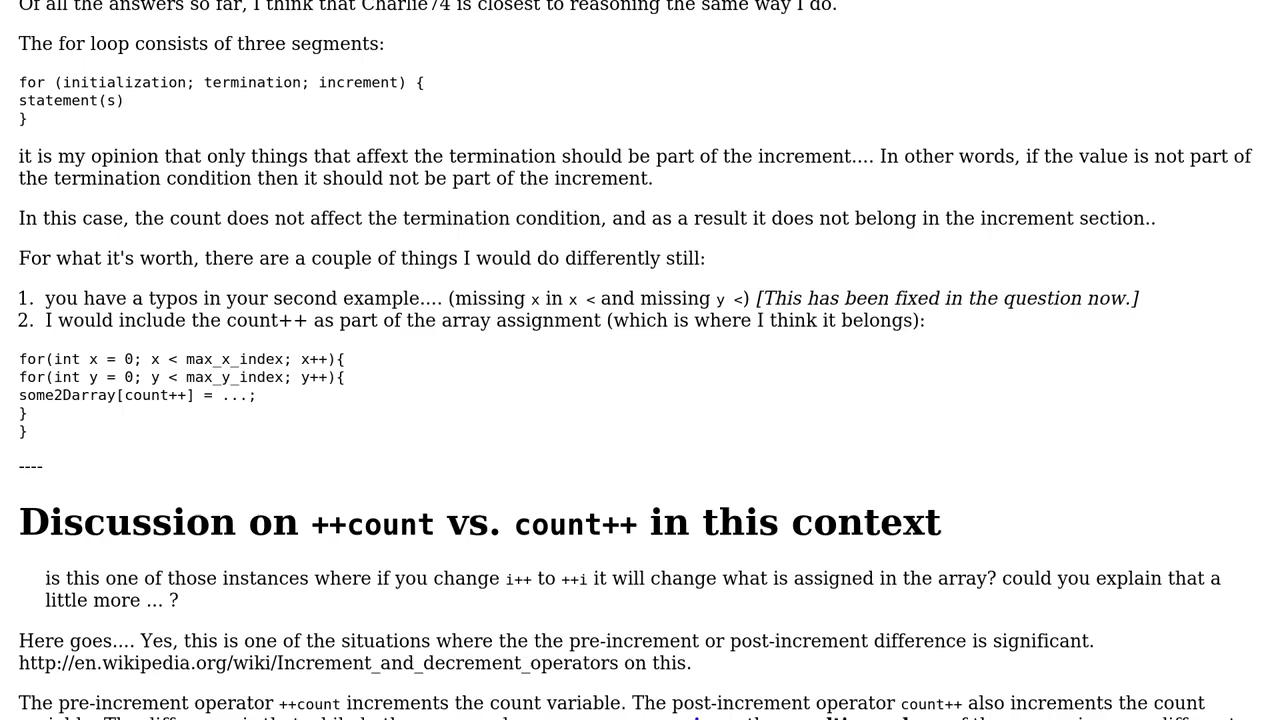 Of all the answers so far, I think that Charlie74 is closest to reasoning the same way I do.
The for loop consists of three segments:
for (initialization; termination; increment) {
statement(s)
}
it is my opinion that only things that affext the termination should be part of the increment.... In other words, if the value is not part of
the termination condition then it should not be part of the increment.
In this case, the count does not affect the termination condition, and as a result it does not belong in the increment section..
For what it's worth, there are a couple of things I would do differently still:
1. you have a typos in your second example.... (missing x in x < and missing y <) [This has been fixed in the question now.]
2. I would include the count++ as part of the array assignment (which is where I think it belongs):
for(int x = 0; x < max_x_index; x++){
for(int y = 0; y < max_y_index; y++){
some2Darray[count++] = ...;
}
}
----
Discussion on ++count vs. count++ in this context
is this one of those instances where if you change i++ to ++i it will change what is assigned in the array? could you explain that a
little more ... ?
Here goes.... Yes, this is one of the situations where the the pre-increment or post-increment difference is significant.
http://en.wikipedia.org/wiki/Increment_and_decrement_operators on this.
The pre-increment operator ++count increments the count variable. The post-increment operator count++ also increments the count